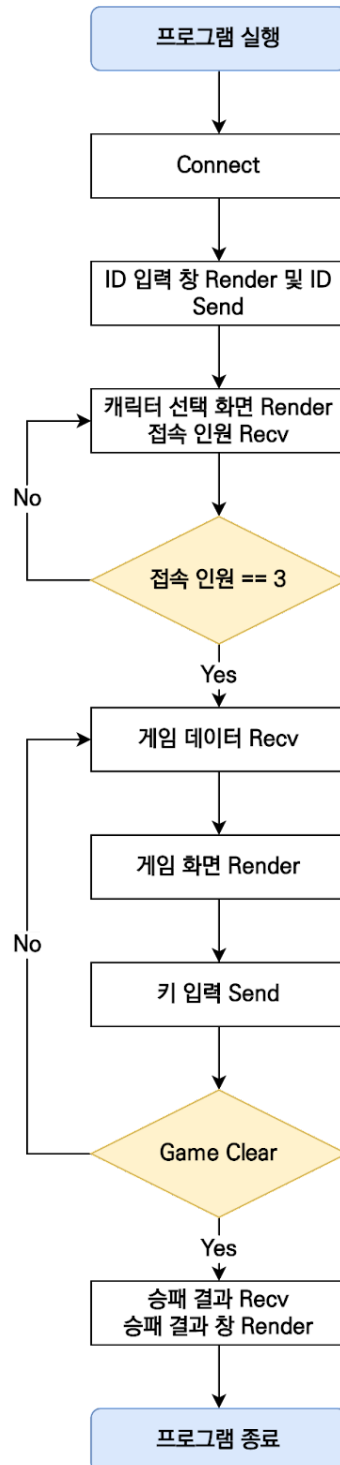 프로그램 실행
Connect
ID 입력 창 Render 및 ID
Send
캐릭터 선택 화면 Render
접속 인원 Recv
No
접속 인원 == 3
Yes
게임 데이터 Recv
게임 화면 Render
No
키 입력 Send
Game Clear
Yes
승패 결과 Recv
승패 결과 창 Render
프로그램 종료